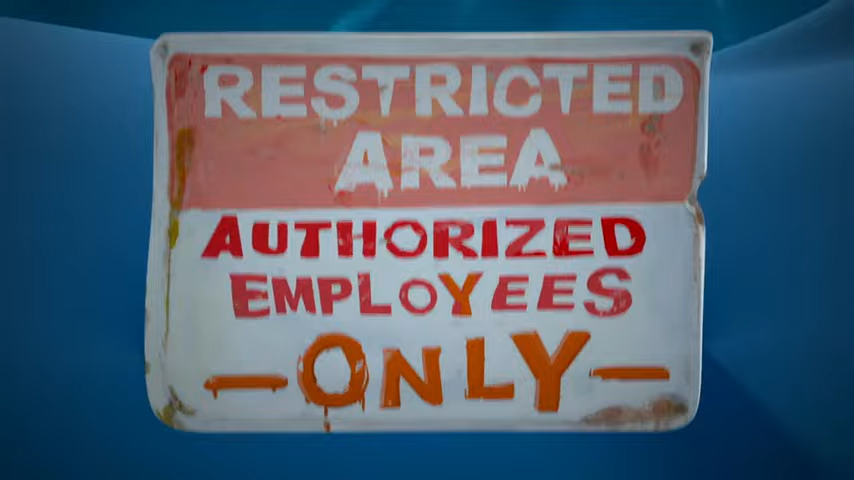 RESTRICTED
AREA
AUTHORIZED
EMPLOYEES
-ONLY-